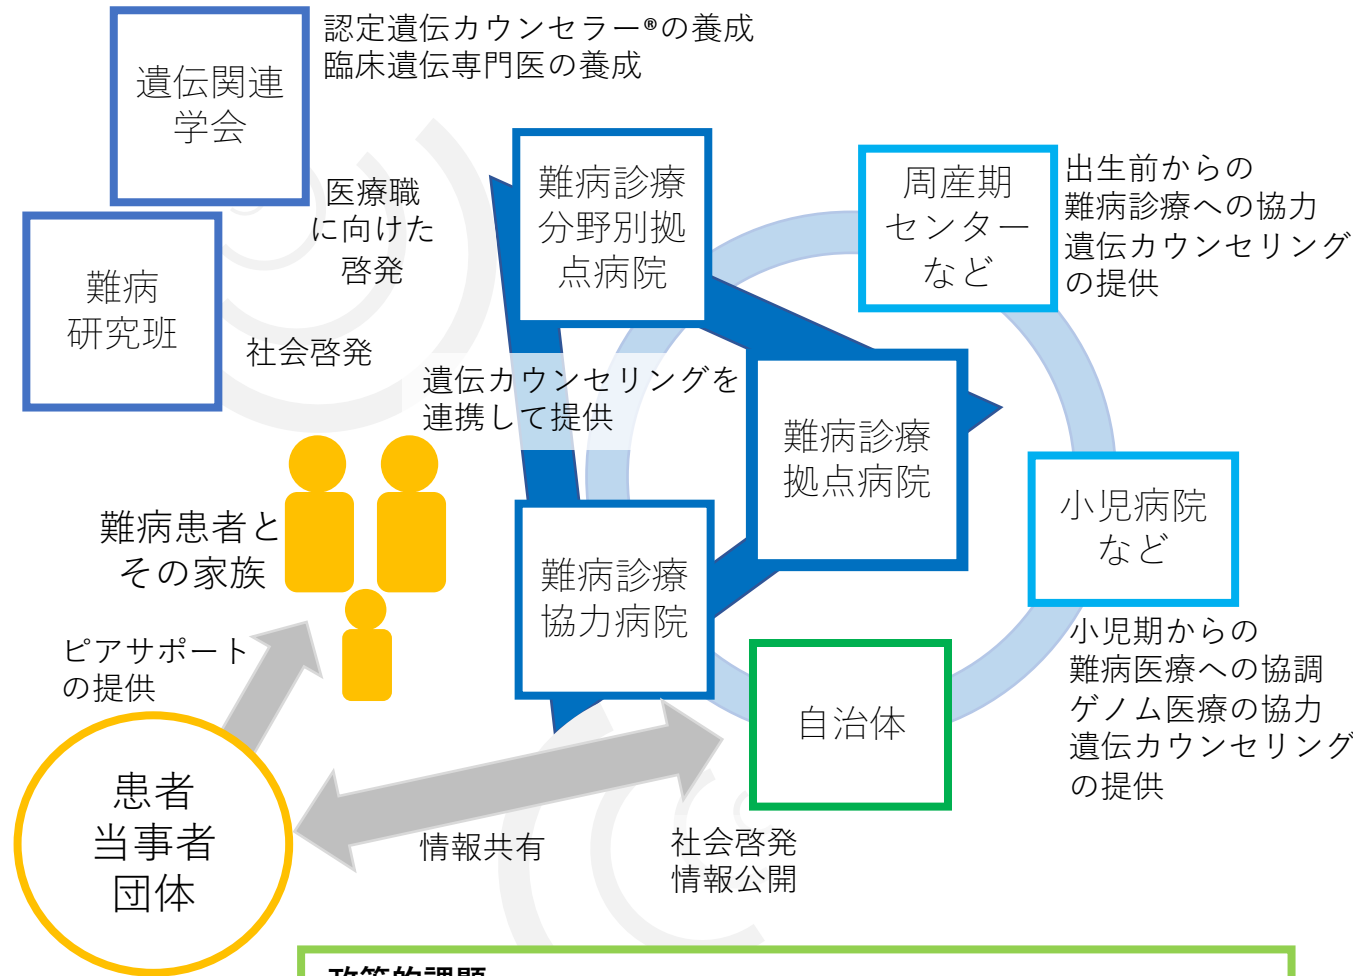 認定遺伝カウンセラー®の養成
臨床遺伝専門医の養成
遺伝関連
学会
難病
研究班
医療職
に向けた
啓発
社会啓発
難病診療
分野別拠
点病院
周産期
センター
など
出生前からの
難病診療への協力
遺伝カウンセリング
の提供
遺伝カウンセリングを
連携して提供
難病診療
拠点病院
小児病院
など
小児期からの
難病医療への協調
ゲノム医療の協力
遺伝カウンセリング
の提供
難病患者と
その家族
難病診療
協力病院
自治体
ピアサポート
の提供
患者
当事者
団体
情報共有
社会啓発
情報公開
政策的課題